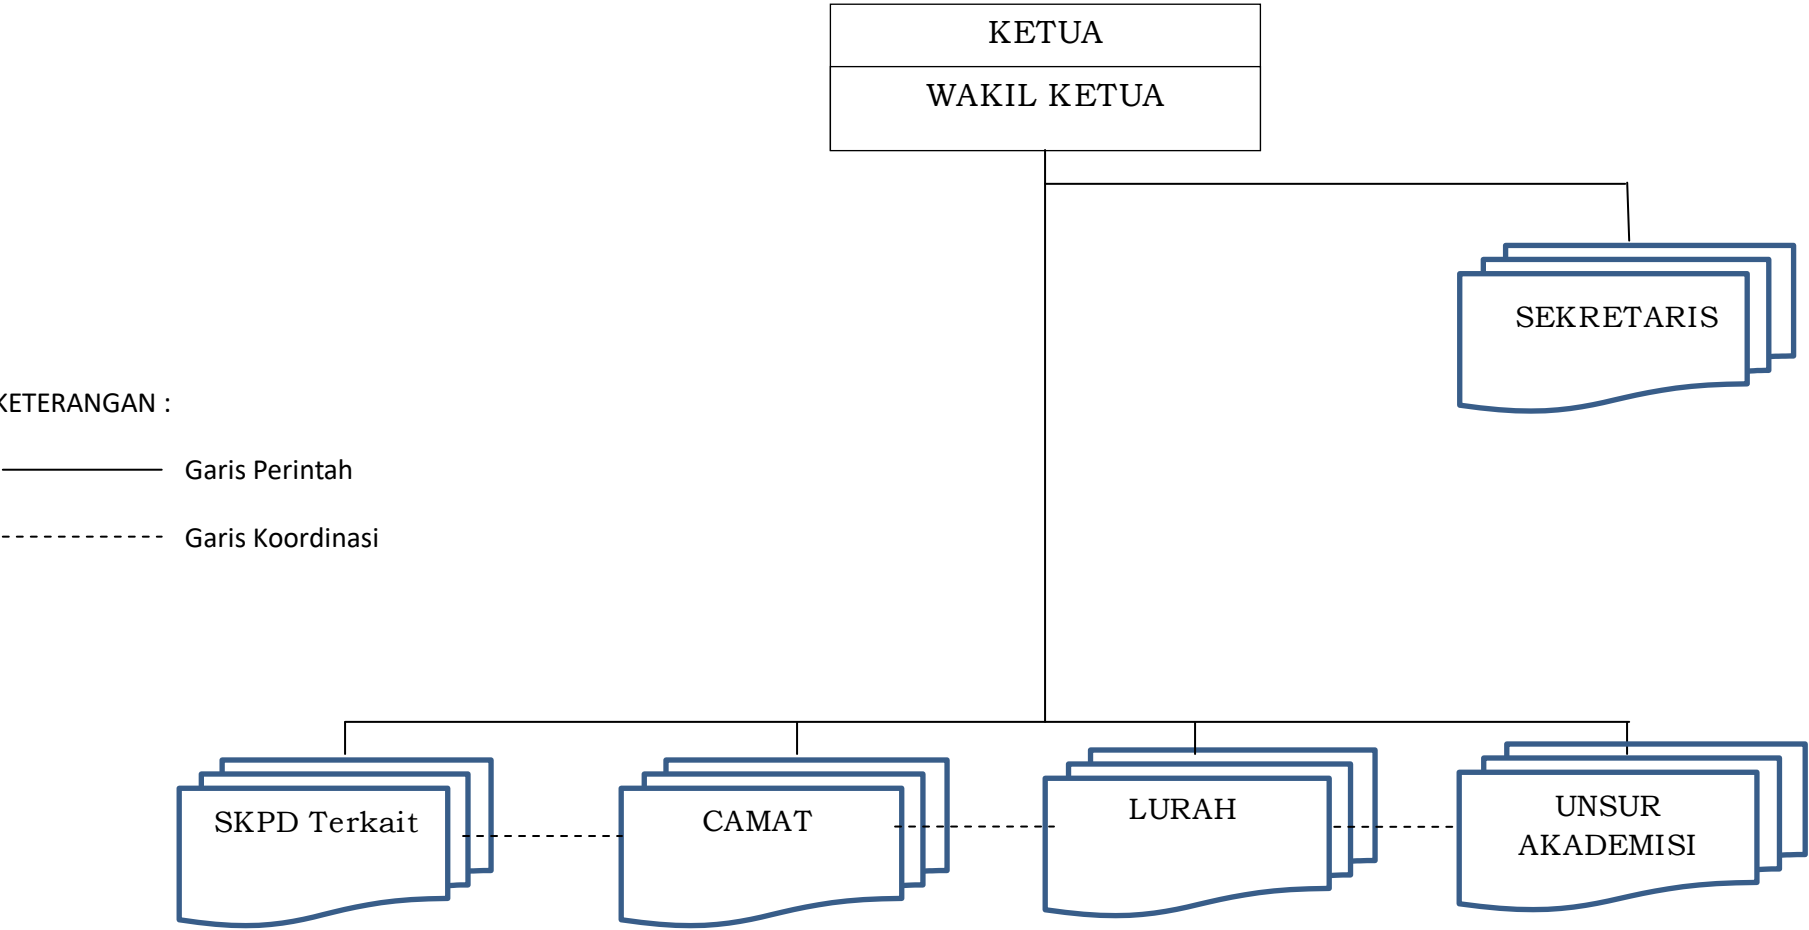 KETUA
WAKIL KETUA
SEKRETARIS
KETERANGAN :
Garis Perintah
Garis Koordinasi
SKPD Terkait
CAMAT
LURAH
UNSUR
AKADEMISI